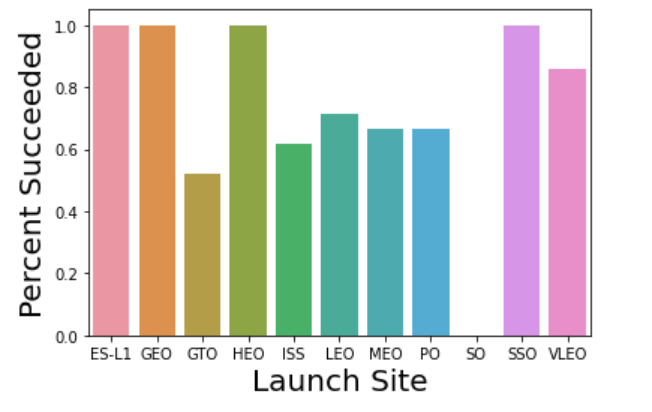 Percent Succeeded
1.0
0.8
0.6
0.4
0.2
0.0
ES-L1 GEO GTO HEO ISS LEO MEO PO SO SSO VLEO
Launch Site